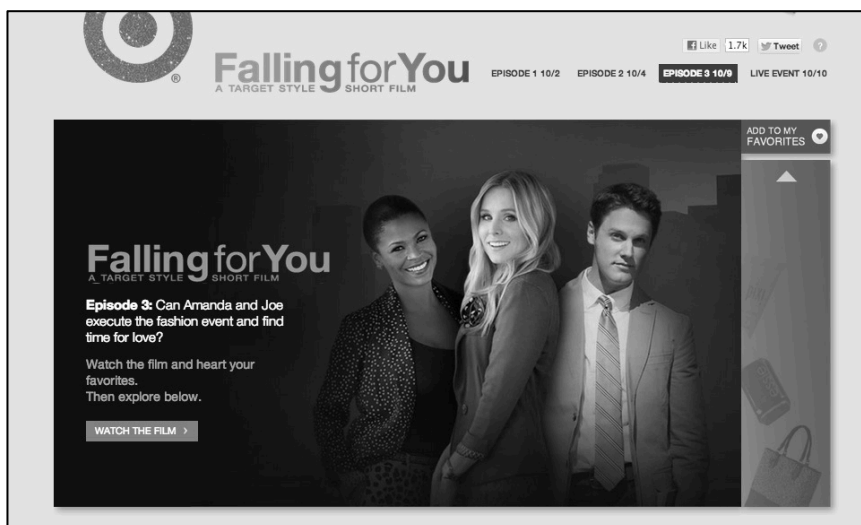 Like 1.7k Tweet ?
Falling for You
A TARGET STYLE SHORT FILM
EPISODE 1 10/2 EPISODE 2 10/4 EPISODE 3 10/9 LIVE EVENT 10/10
®
ADD TO MY
FAVORITES
Falling for You
A TARGET STYLE SHORT FILM
Episode 3: Can Amanda and Joe
execute the fashion event and find
time for love?
Watch the film and heart your
favorites.
Then explore below.
WATCH THE FILM >